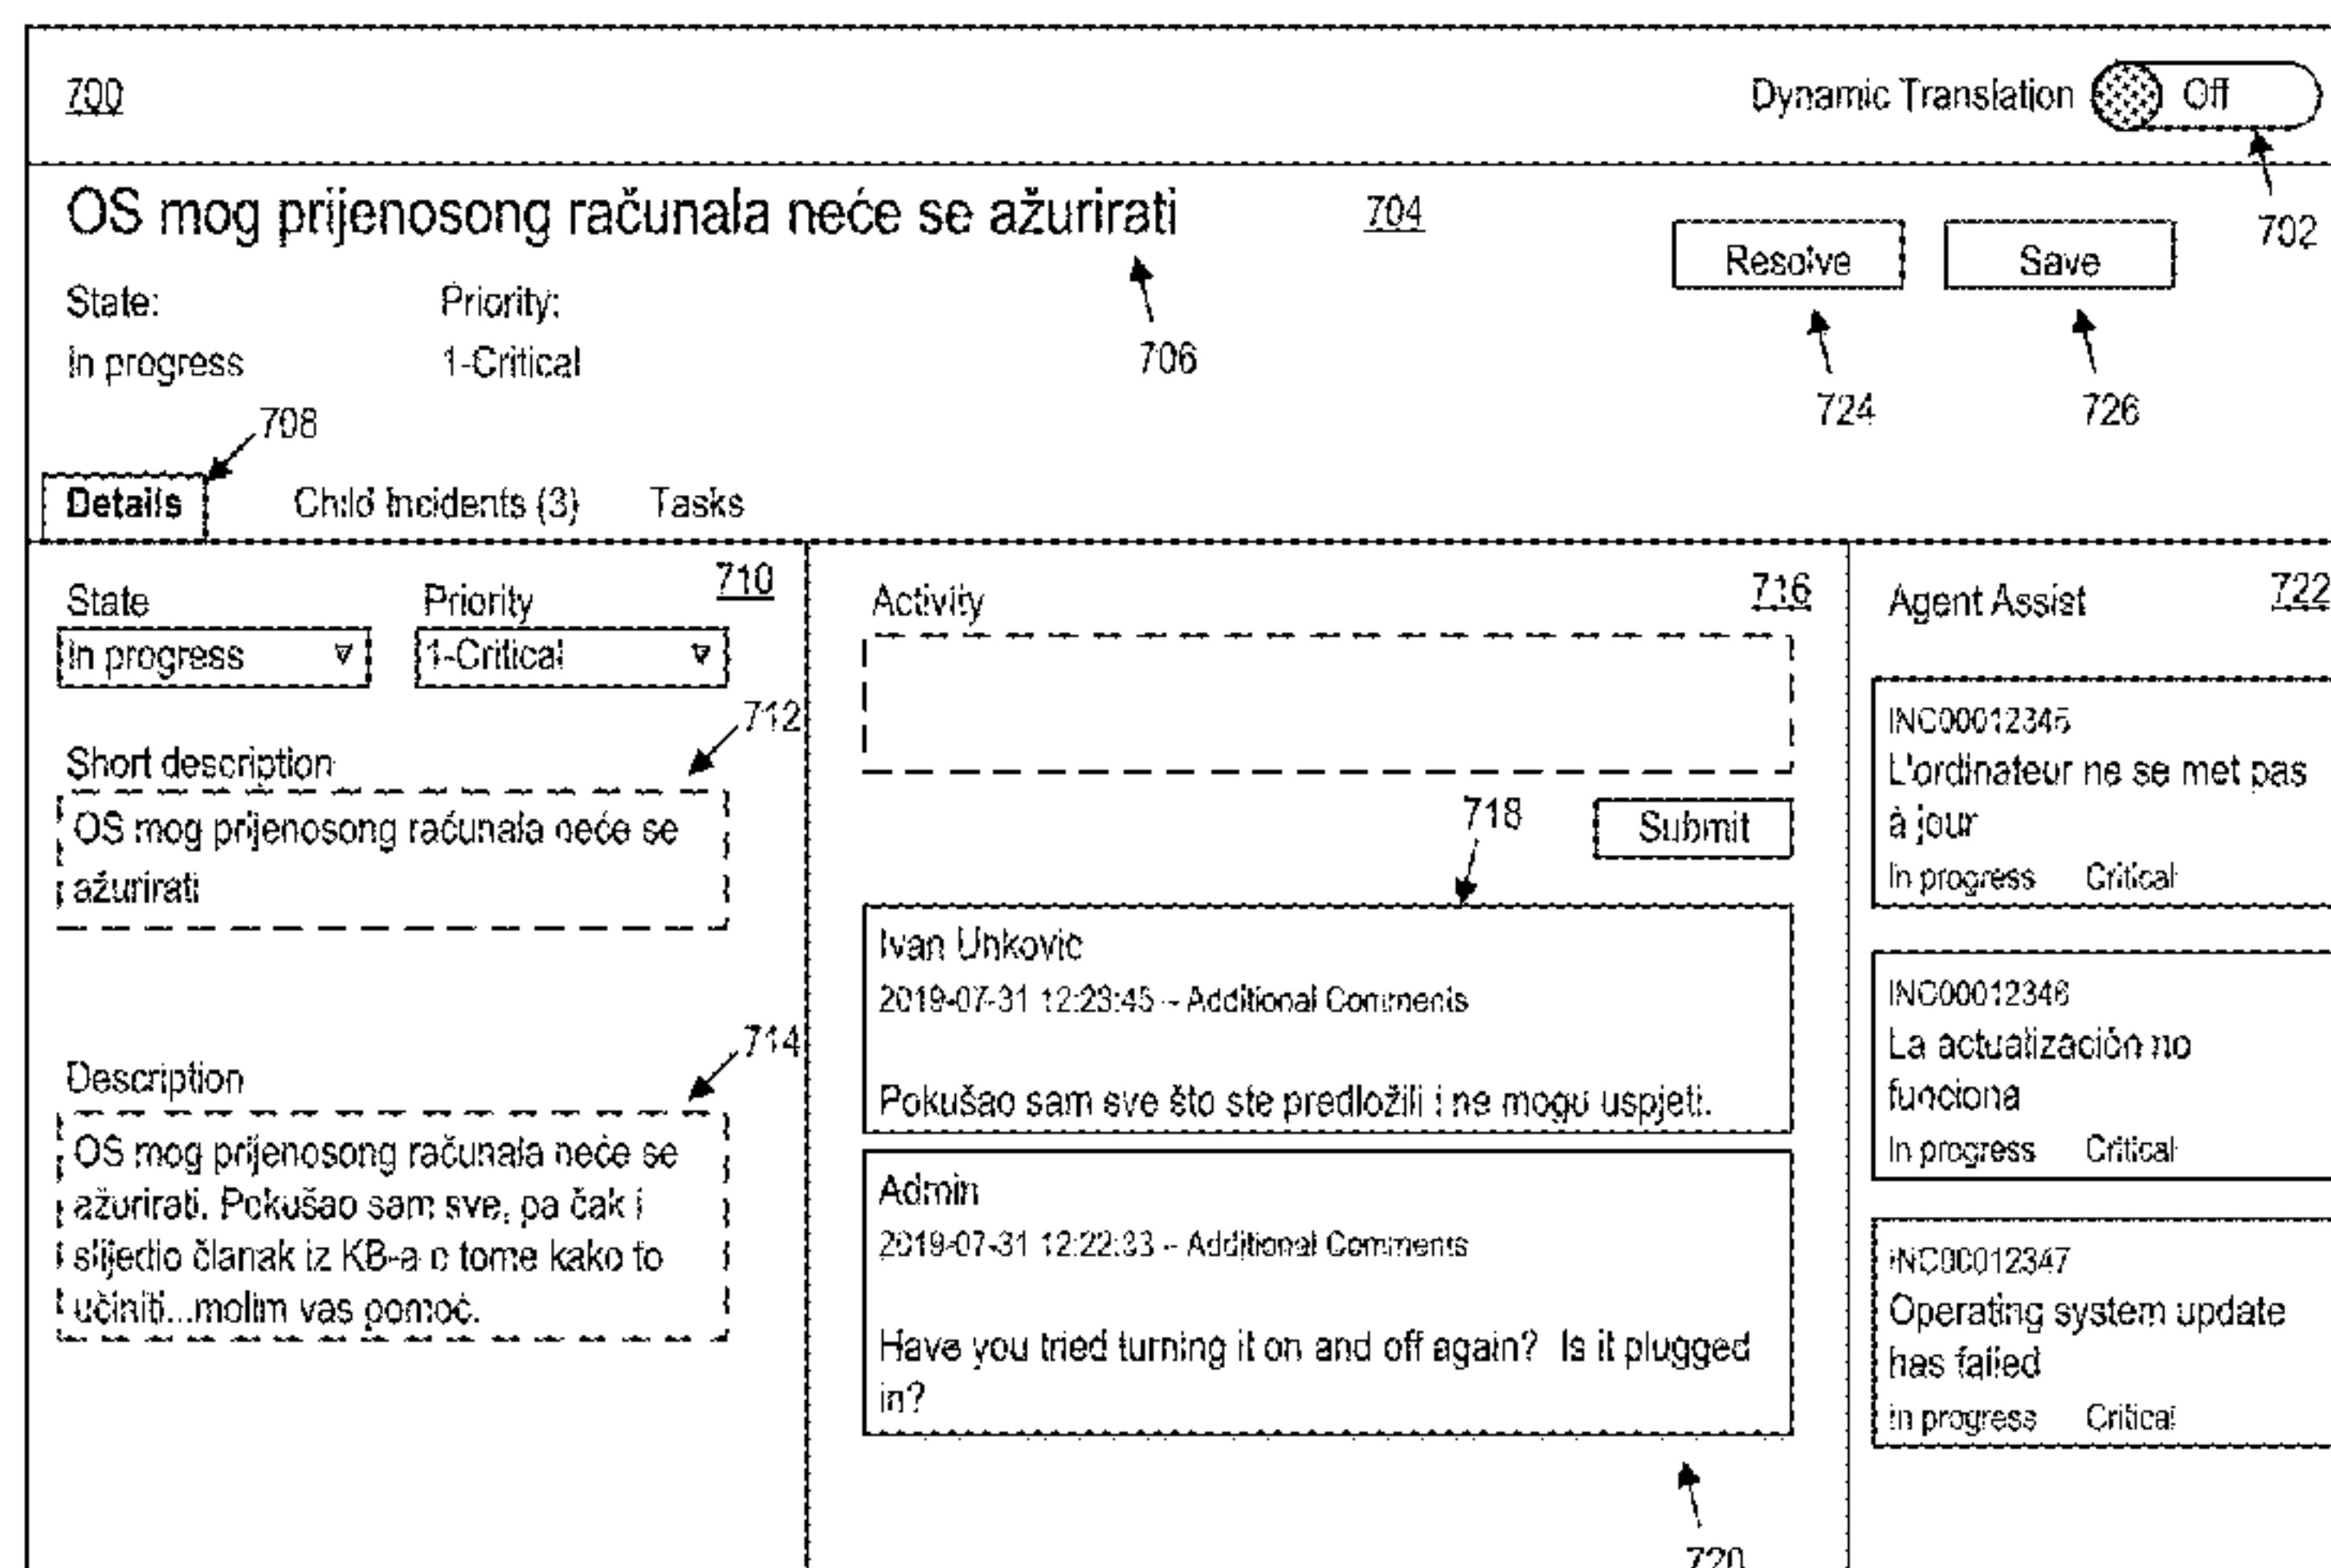 700
Dynamic Translation Off
702
OS mog prijenosong računala neće se ažurirati
704
Resolve
Save
State:
Priority:
In progress
1-Critical
706
724
726
708
Details
Child Incidents (3)
Tasks
710
State
Priority
In progress
1-Critical
712
Short description
OS mog prijenosong računala neće se
ažurirati
714
Description
OS mog prijenosong računala neće se
ažurirati. Pokušao sam sve, pa čak i
slijedio članak iz KB-a o tome kako to
učiniti...molim vas pomoć.
Activity
716
718
Submit
Ivan Unkovic
2019-07-31 12:23:45 -- Additional Comments
Pokušao sam sve što ste predložili i ne mogu uspjeti.
Admin
2019-07-31 12:22:33 -- Additional Comments
Have you tried turning it on and off again? Is it plugged
in?
720
Agent Assist
722
INC00012345
L'ordinateur ne se met pas
à jour
In progress Critical
INC00012346
La actualización no
funciona
In progress Critical
INC00012347
Operating system update
has failed
In progress Critical